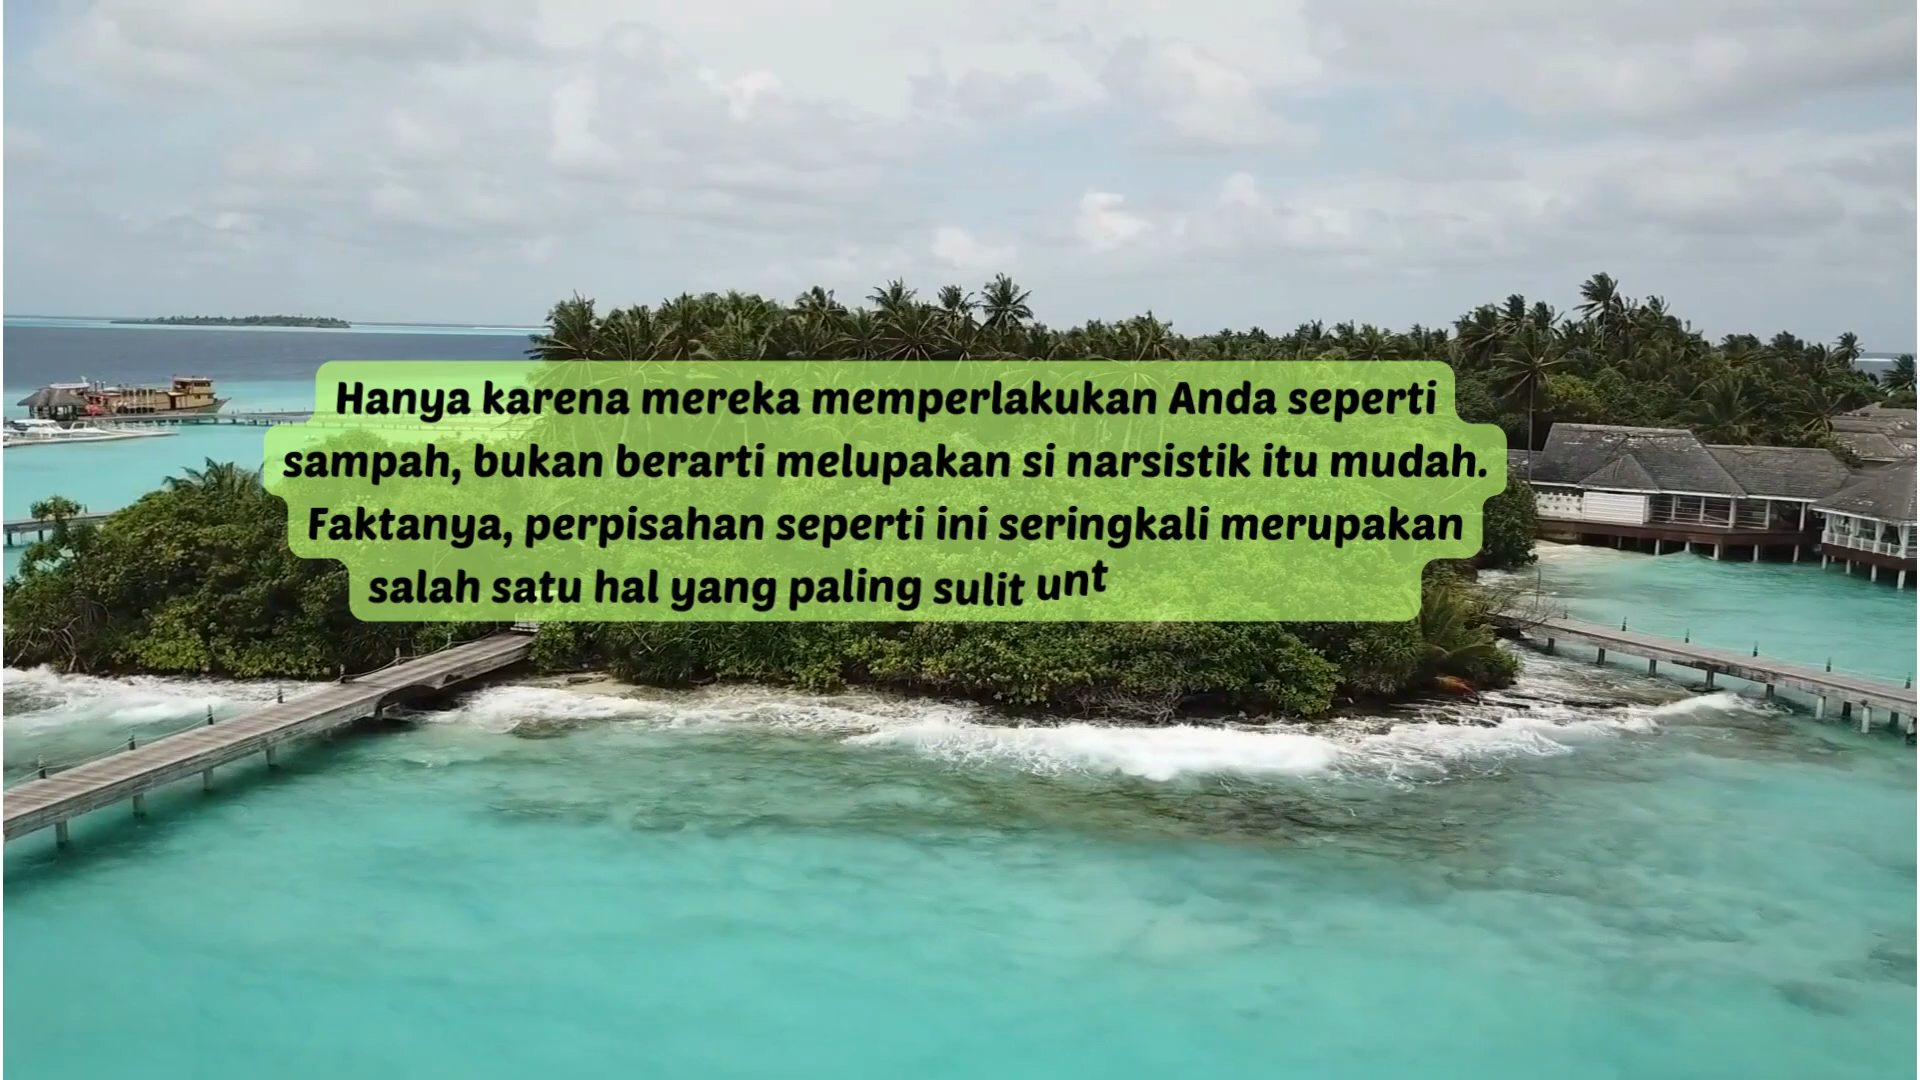 Hanya karena mereka memperlakukan Anda seperti
sampah, bukan berarti melupakan si narsistik itu mudah.
Faktanya, perpisahan seperti ini seringkali merupakan
salah satu hal yang paling sulit unt